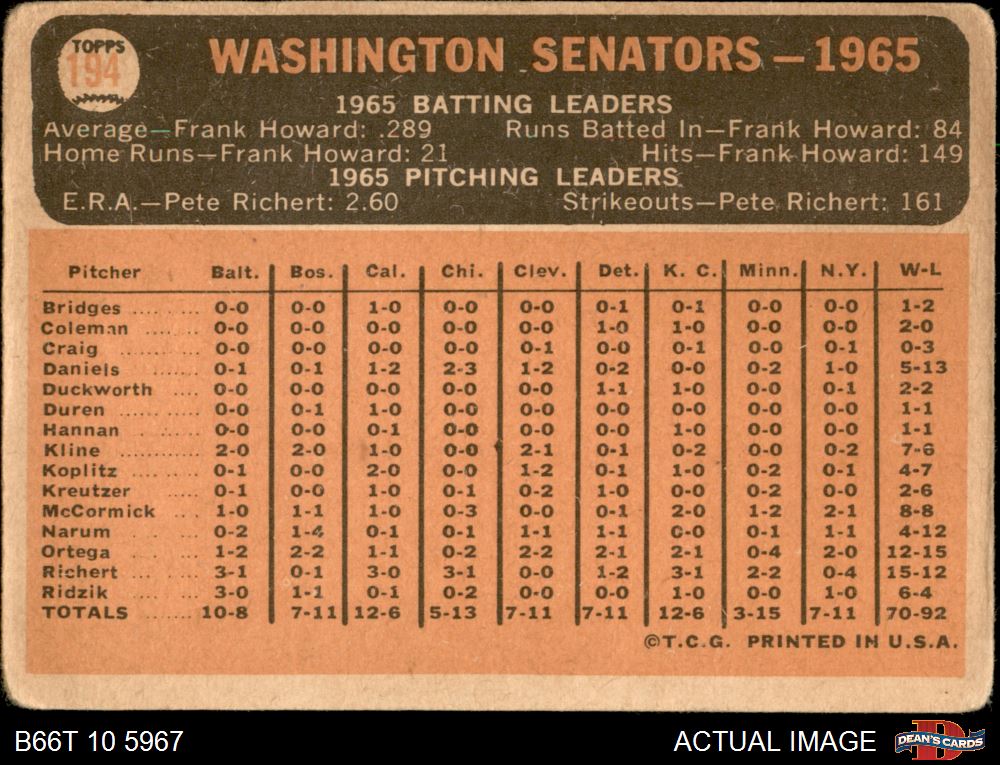 TOPPS
194
WASHINGTON SENATORS — 1965
1965 BATTING LEADERS
Average—Frank Howard: .289 Runs Batted In—Frank Howard: 84
Home Runs—Frank Howard: 21 Hits—Frank Howard: 149
1965 PITCHING LEADERS
E.R.A.—Pete Richert: 2.60 Strikeouts—Pete Richert: 161
Pitcher Balt. Bos. Cal. Chi. Clev. Det. K. C. Minn. N.Y. W-L
Bridges 0-0 0-0 1-0 0-0 0-0 0-1 0-1 0-0 0-0 1-2
Coleman 0-0 0-0 0-0 0-0 0-0 1-0 1-0 0-0 0-0 2-0
Craig 0-0 0-0 0-0 0-0 0-1 0-0 0-1 0-0 0-1 0-3
Daniels 0-1 0-1 1-2 2-3 1-2 0-2 0-0 0-2 1-0 5-13
Duckworth 0-0 0-0 0-0 0-0 0-0 1-1 1-0 0-0 0-1 2-2
Duren 0-0 0-1 1-0 0-0 0-0 0-0 0-0 0-0 0-0 1-1
Hannan 0-0 0-0 0-1 0-0 0-0 0-0 1-0 0-0 0-0 1-1
Kline 2-0 2-0 1-0 0-0 2-1 0-1 0-2 0-0 0-2 7-6
Koplitz 0-1 0-0 2-0 0-0 1-2 0-1 1-0 0-2 0-1 4-7
Kreutzer 0-1 0-0 1-0 0-1 0-2 1-0 0-0 0-2 0-0 2-6
McCormick 1-0 1-1 1-0 0-3 0-0 0-1 2-0 1-2 2-1 8-8
Narum 0-2 1-4 0-1 0-1 1-1 1-1 0-0 0-1 1-1 4-12
Ortega 1-2 2-2 1-1 0-2 2-2 2-1 2-1 0-4 2-0 12-15
Richert 3-1 0-1 3-0 3-1 0-0 1-2 3-1 2-2 0-4 15-12
Ridzik 3-0 1-1 0-1 0-2 0-0 0-0 1-0 0-0 1-0 6-4
TOTALS 10-8 7-11 12-6 5-13 7-11 7-11 12-6 3-15 7-11 70-92
©T.C.G. PRINTED IN U.S.A.
B66T 10 5967 ACTUAL IMAGE DEAN'S CARDS